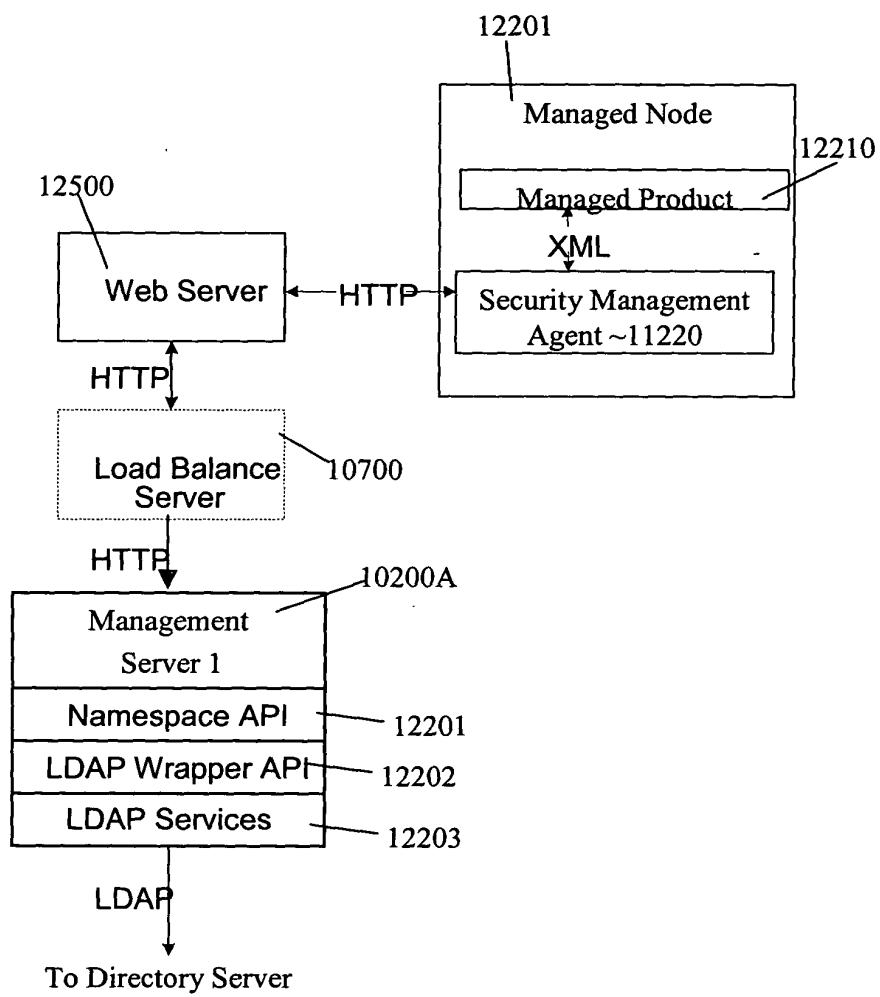 12201
Managed Node
12210
Managed Product
XML
Security Management
Agent ~11220
12500
Web Server
HTTP
HTTP
Load Balance
Server
10700
HTTP
10200A
Management
Server 1
Namespace API
12201
LDAP Wrapper API
12202
LDAP Services
12203
LDAP
To Directory Server